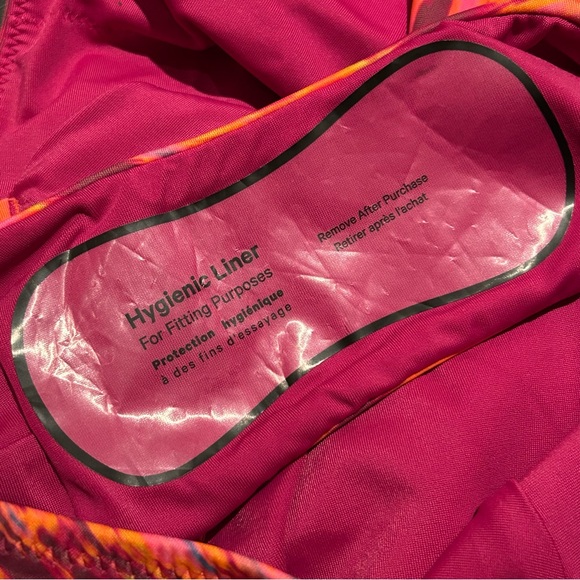 Hygienic Liner
For Fitting Purposes
Protection hygiénique
à des fins d'essayage
Remove After Purchase
Retirer après l'achat